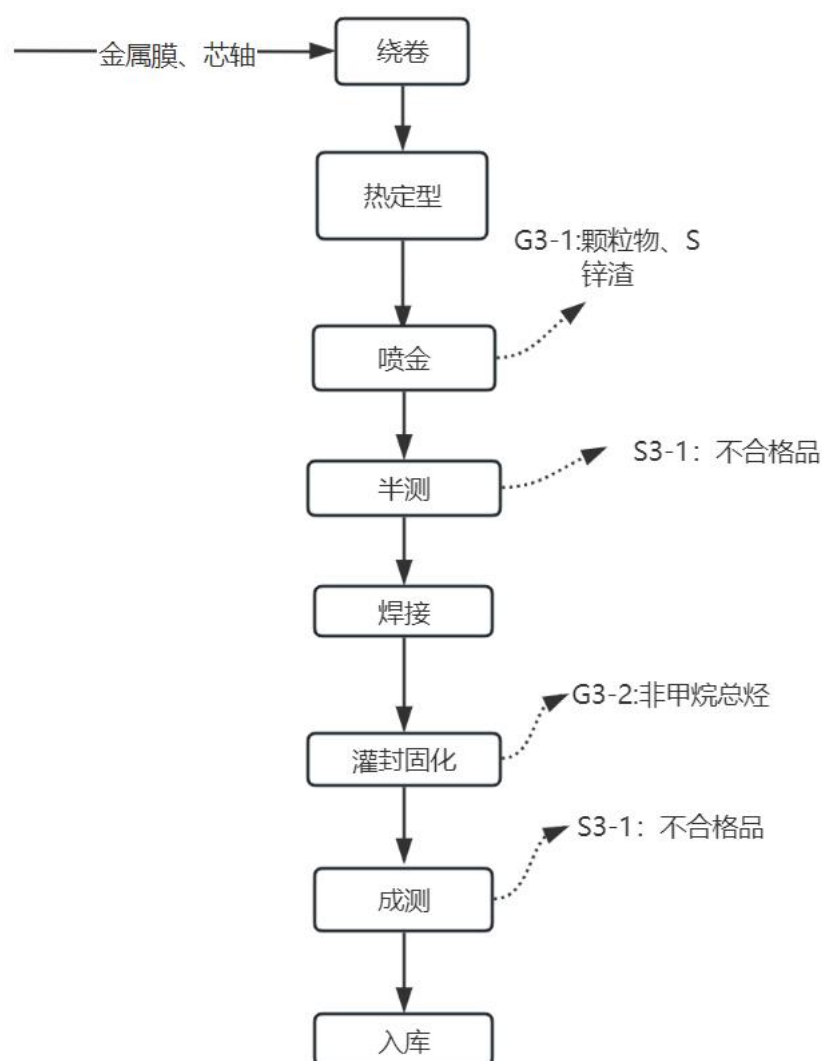 金属膜、芯轴
绕卷
热定型
G3-1:颗粒物、S
锌渣
喷金
S3-1：不合格品
半测
焊接
G3-2:非甲烷总烃
灌封固化
S3-1：不合格品
成测
入库